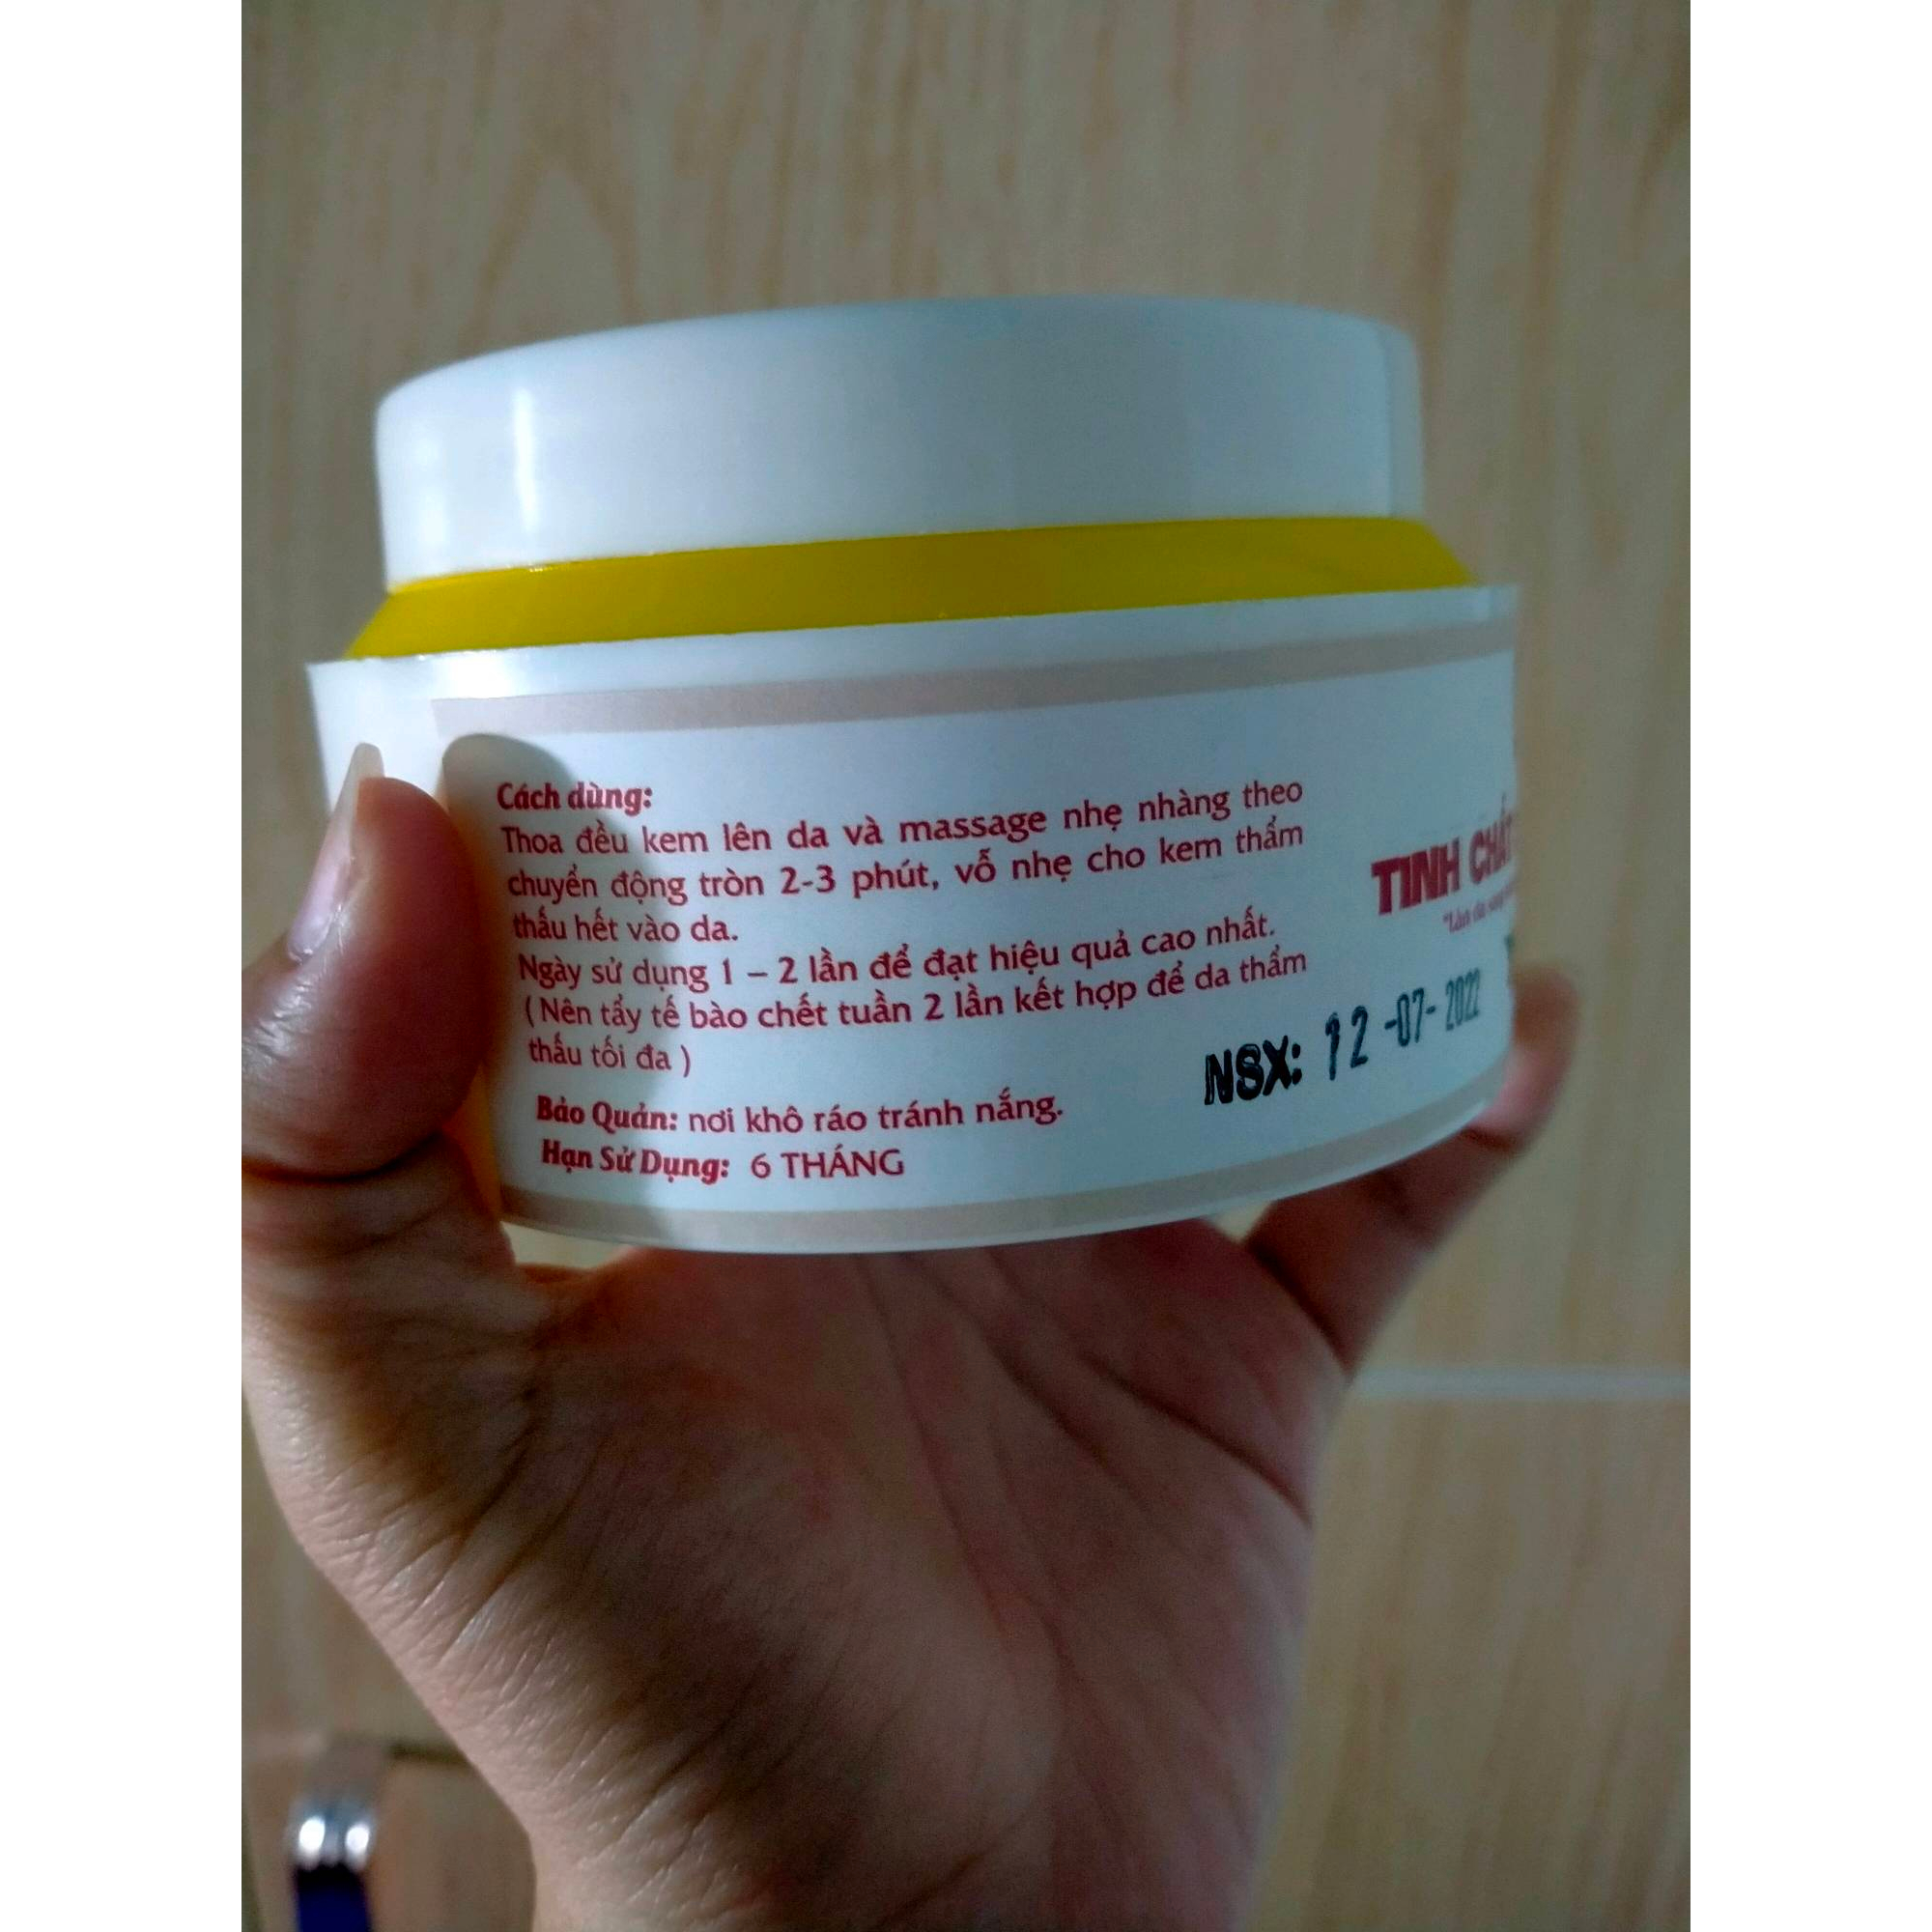 Cách dùng:
Thoa đều kem lên da và massage nhẹ nhàng theo
chuyển động tròn 2-3 phút, vỗ nhẹ cho kem thẩm
thấu hết vào da.
Ngày sử dụng 1 – 2 lần để đạt hiệu quả cao nhất.
( Nên tẩy tế bào chết tuần 2 lần kết hợp để da thẩm
thấu tối đa )
Bảo Quản: nơi khô ráo tránh nắng.
Hạn Sử Dụng: 6 THÁNG
TINH CHẤT
NSX: 12 -07- 2022